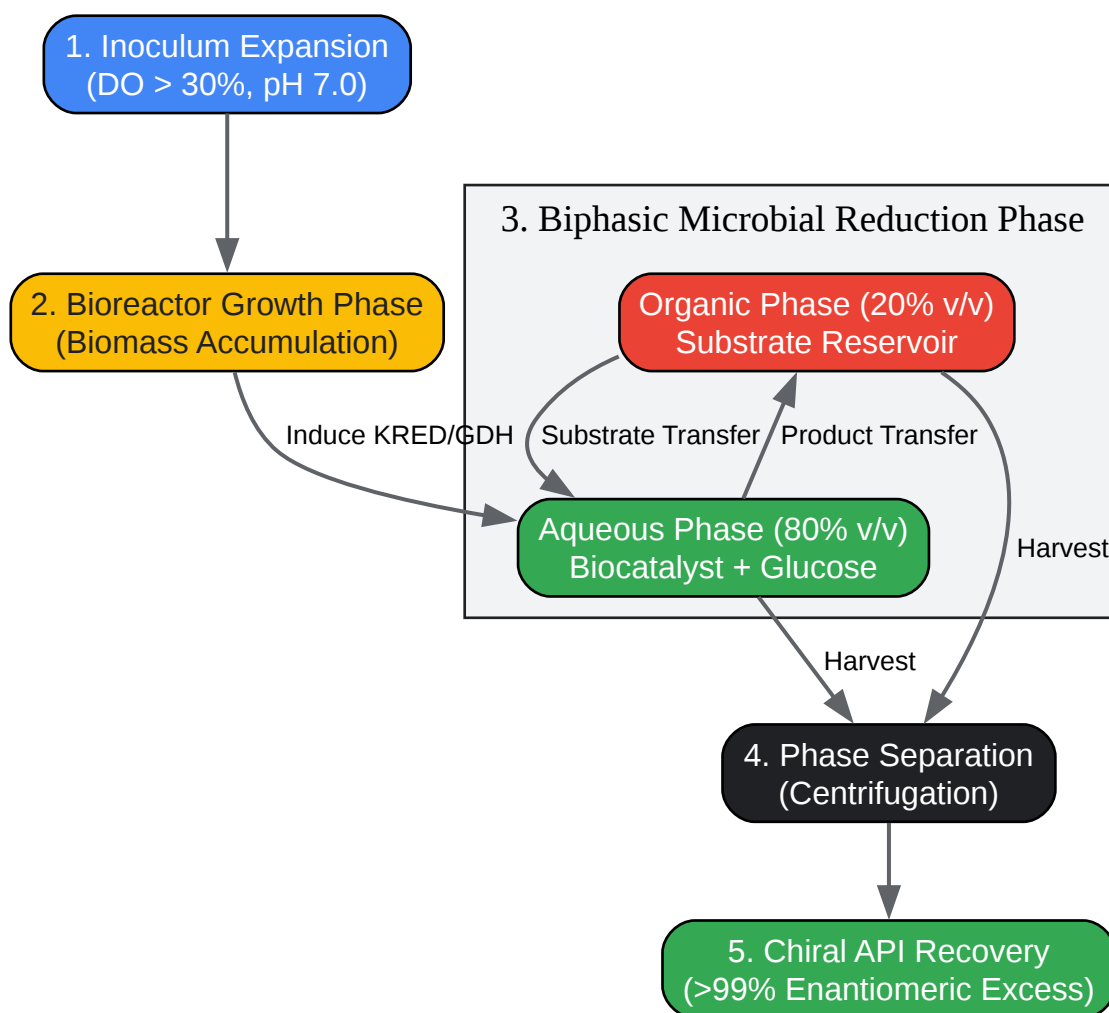 1. Inoculum Expansion
(DO > 30%, pH 7.0)
3. Biphasic Microbial Reduction Phase
2. Bioreactor Growth Phase
(Biomass Accumulation)
Organic Phase (20% v/v)
Substrate Reservoir
Induce KRED/GDH
Substrate Transfer
Product Transfer
Aqueous Phase (80% v/v)
Biocatalyst + Glucose
Harvest
Harvest
4. Phase Separation
(Centrifugation)
5. Chiral API Recovery
(>99% Enantiomeric Excess)